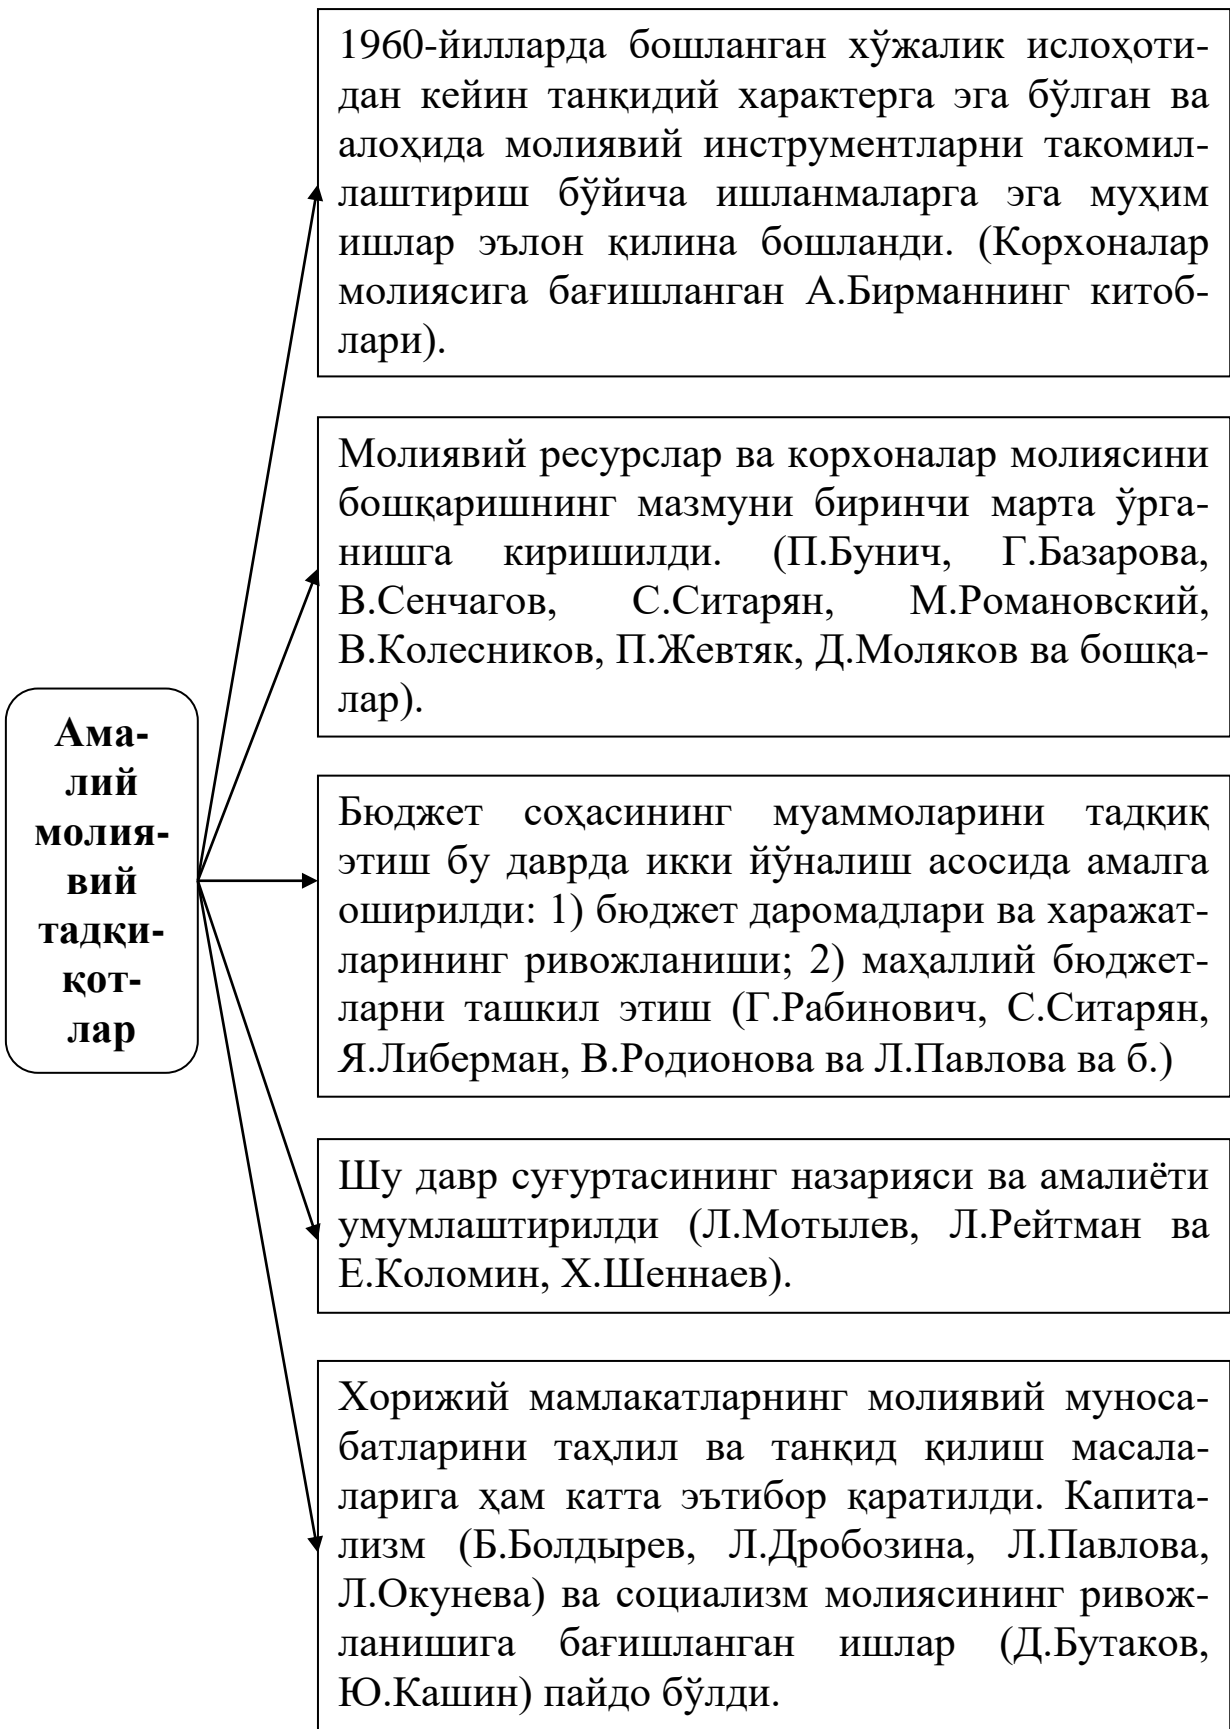 1960-йилларда бошланган хўжалик ислоҳоти-
дан кейин танқидий характерга эга бўлган ва
алоҳида молиявий инструментларни такомил-
лаштириш бўйича ишланмаларга эга муҳим
ишлар эълон қилина бошланди. (Корхоналар
молиясига бағишланган А.Бирманнинг китоб-
лари).
Молиявий ресурслар ва корхоналар молиясини
бошқаришнинг мазмуни биринчи марта ўрга-
нишга киришилди. (П.Бунич, Г.Базарова,
В.Сенчагов, С.Ситарян, М.Романовский,
В.Колесников, П.Жевтяк, Д.Моляков ва бошқа-
лар).
Ама-
лий
молия-
вий
тадқи-
қот-
лар
Бюджет соҳасининг муаммоларини тадқиқ
этиш бу даврда икки йўналиш асосида амалга
оширилди: 1) бюджет даромадлари ва харажат-
ларининг ривожланиши; 2) маҳаллий бюджет-
ларни ташкил этиш (Г.Рабинович, С.Ситарян,
Я.Либерман, В.Родионова ва Л.Павлова ва б.)
Шу давр суғуртасининг назарияси ва амалиёти
умумлаштирилди (Л.Мотылев, Л.Рейтман ва
Е.Коломин, Х.Шеннаев).
Хорижий мамлакатларнинг молиявий муноса-
батларини таҳлил ва танқид қилиш масала-
ларига ҳам катта эътибор қаратилди. Капита-
лизм (Б.Болдырев, Л.Дробозина, Л.Павлова,
Л.Окунева) ва социализм молиясининг ривож-
ланишига бағишланган ишлар (Д.Бутаков,
Ю.Кашин) пайдо бўлди.